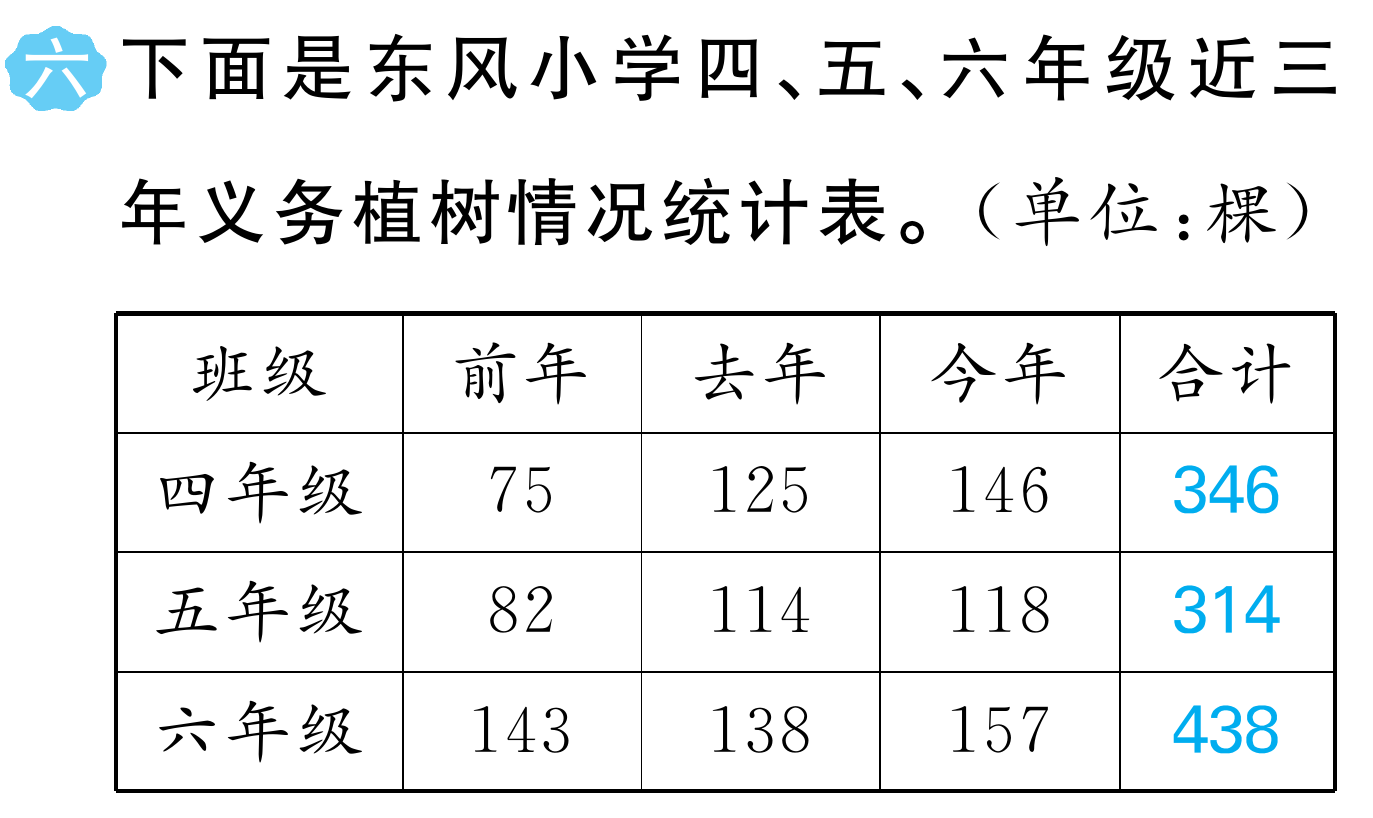 六 下面是东风小学四、五、六年级近三
年义务植树情况统计表。（单位:棵）
班级 前年 去年 今年 合计
四年级 75 125 146 346
五年级 82 114 118 314
六年级 143 138 157 438